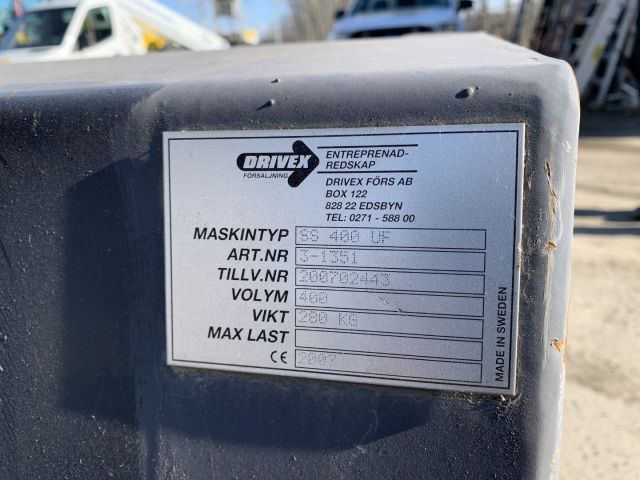 DRIVEX
FÖRSÄLJNING
ENTREPRENAD-
REDSKAP
DRIVEX FÖRS AB
BOX 122
828 22 EDSBYN
TEL: 0271 - 588 00
MASKINTYP SS 400 UF
ART.NR 3-1351
TILLV.NR 200702443
VOLYM 400
VIKT 280 KG
MAX LAST
CE 2007
MADE IN SWEDEN